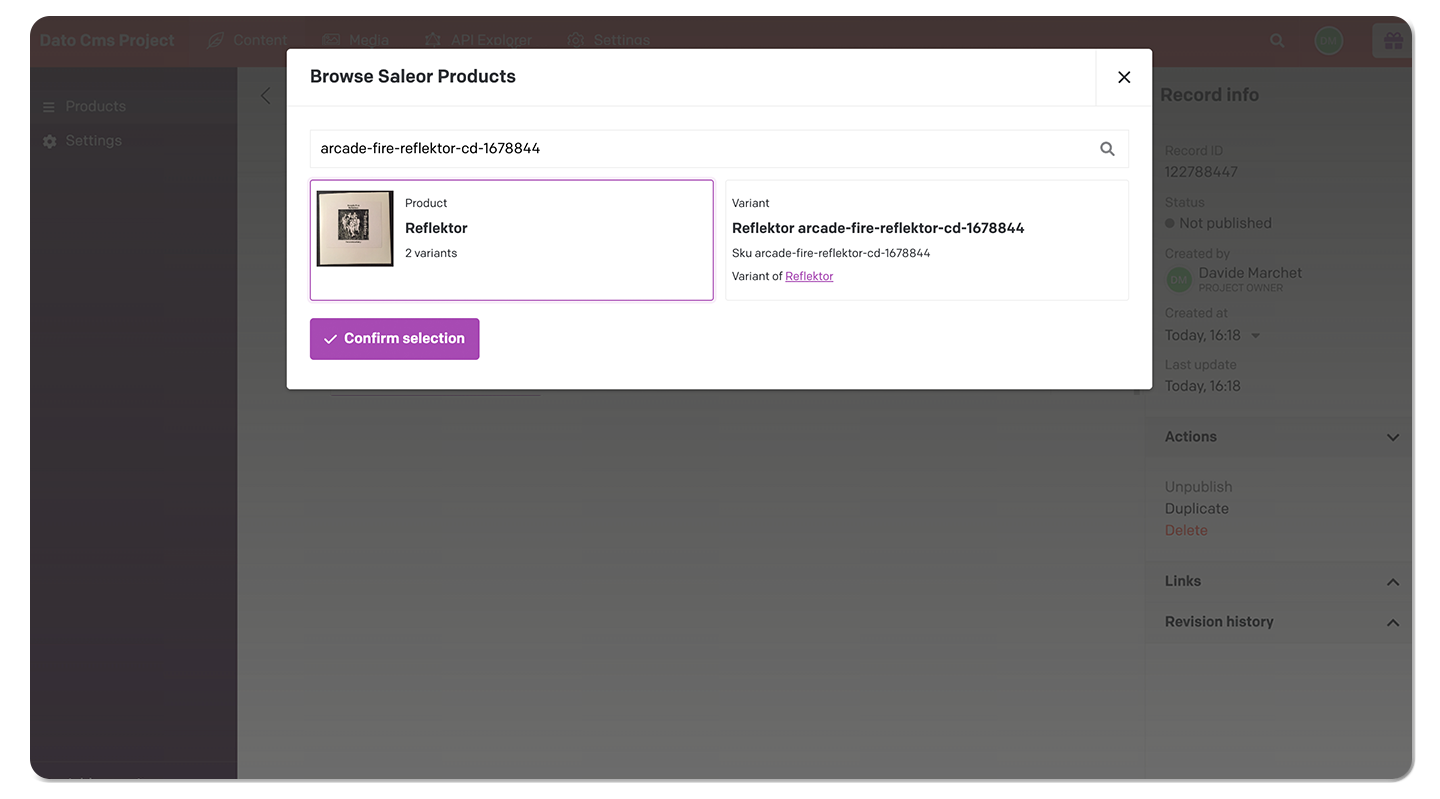 Dato Cms Project
Content
Media
API Explorer
Settings
DM
Products
Settings
Browse Saleor Products
arcade-fire-reflektor-cd-1678844
Product
Reflektor
2 variants
Variant
Reflektor arcade-fire-reflektor-cd-1678844
Sku arcade-fire-reflektor-cd-1678844
Variant of Reflektor
Confirm selection
Record info
Record ID
122788447
Status
Not published
Created by
DM
Davide Marchet
PROJECT OWNER
Created at
Today, 16:18
Last update
Today, 16:18
Actions
Unpublish
Duplicate
Delete
Links
Revision history